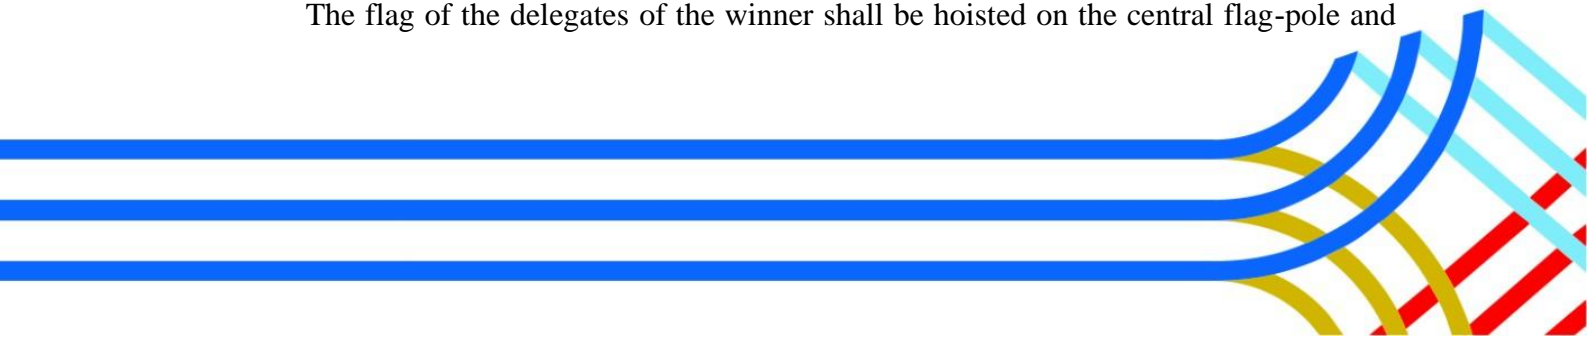 The flag of the delegates of the winner shall be hoisted on the central flag-pole and